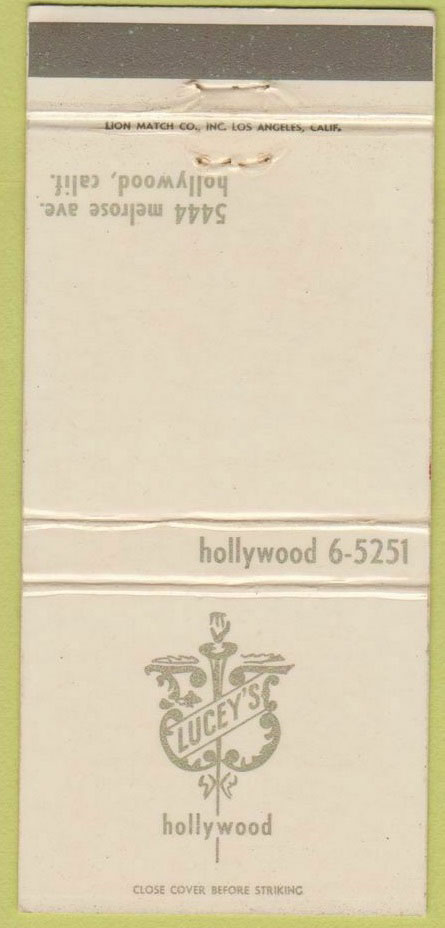 LION MATCH CO., INC. LOS ANGELES, CALIF.
5444 melrose ave.
hollywood, calif.
hollywood 6-5251
LUCEY'S
hollywood
CLOSE COVER BEFORE STRIKING